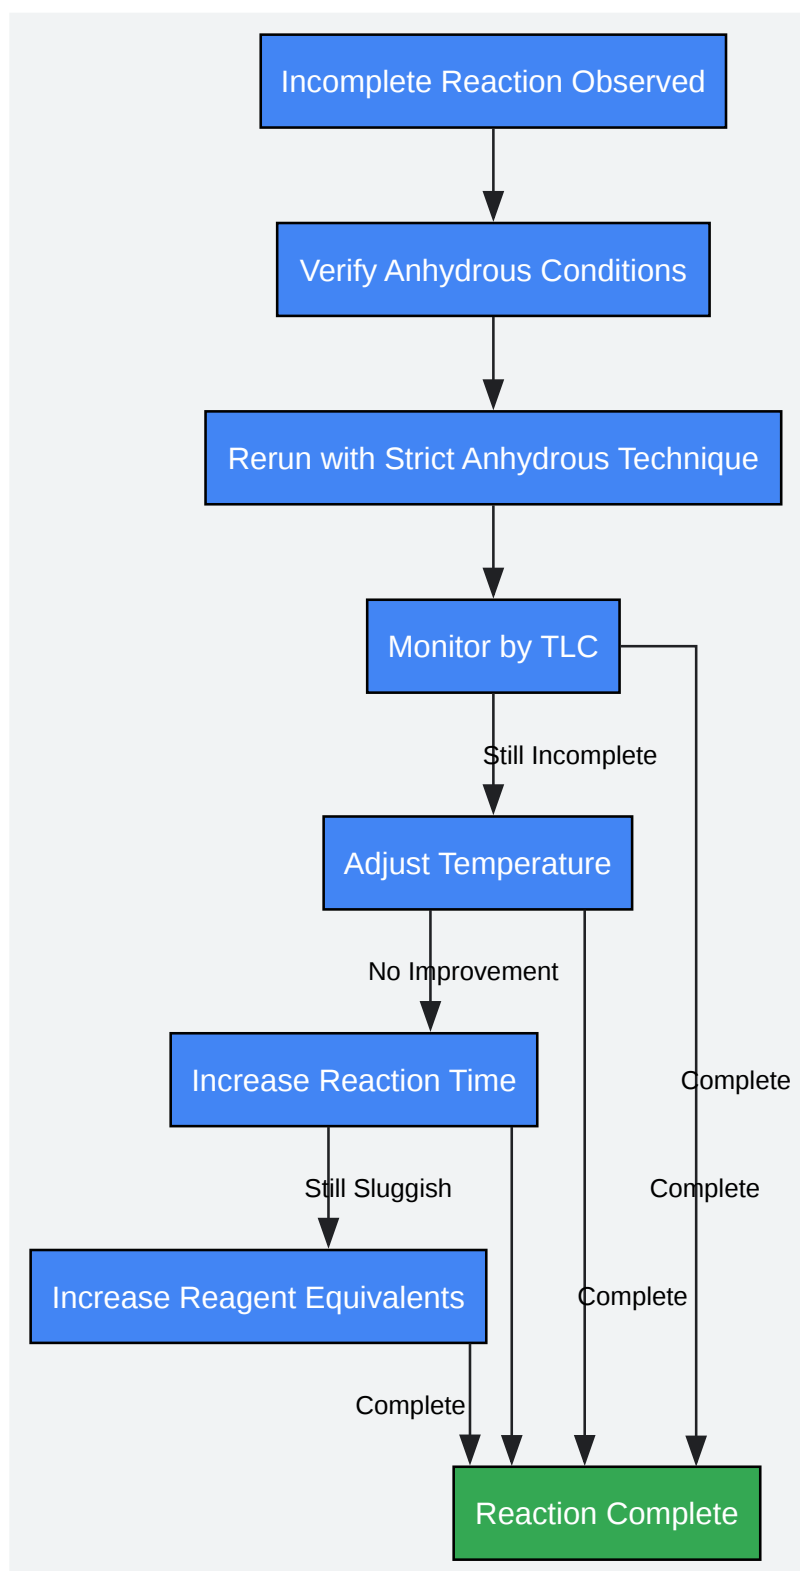 Incomplete Reaction Observed
Verify Anhydrous Conditions
Rerun with Strict Anhydrous Technique
Monitor by TLC
Still Incomplete
Adjust Temperature
No Improvement
Increase Reaction Time
Complete
Still Sluggish
Complete
Increase Reagent Equivalents
Complete
Complete
Reaction Complete